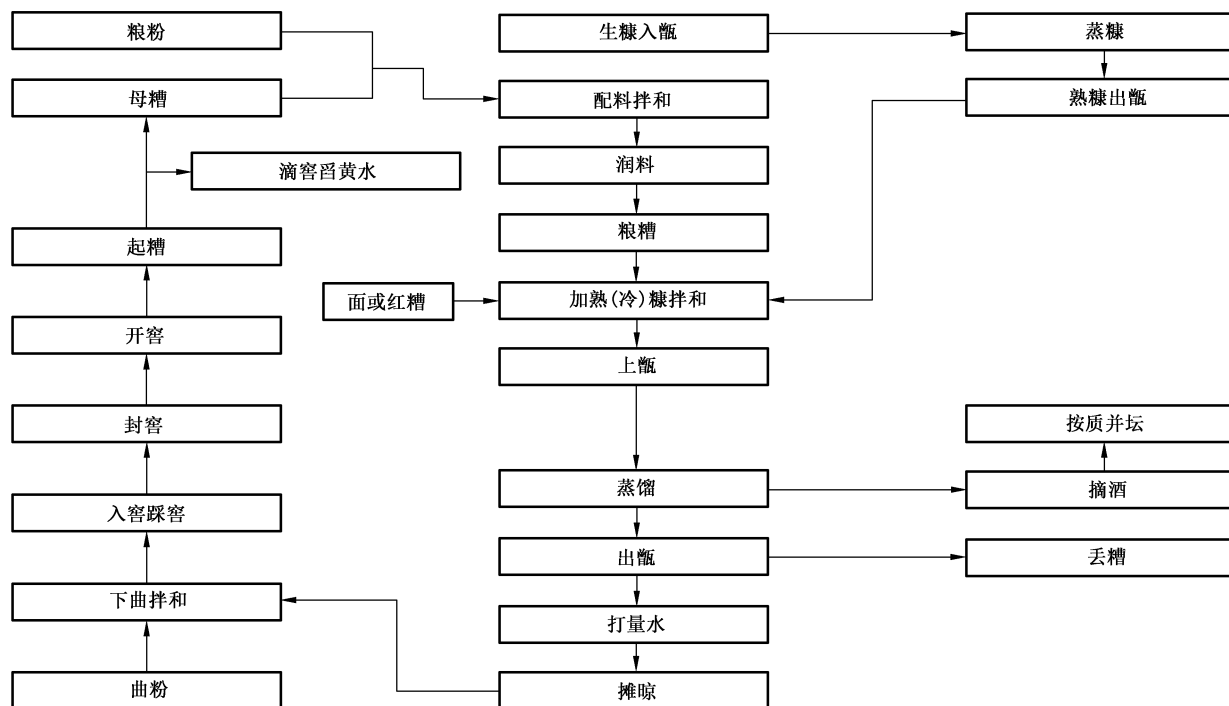 粮粉
生糠入甑
蒸糠
母糟
配料拌和
熟糠出甑
滴窖舀黄水
润料
起糟
粮糟
面或红糟
加熟(冷)糠拌和
开窖
上甑
封窖
按质并坛
入窖踩窖
蒸馏
摘酒
出甑
丢糟
下曲拌和
打量水
曲粉
摊晾